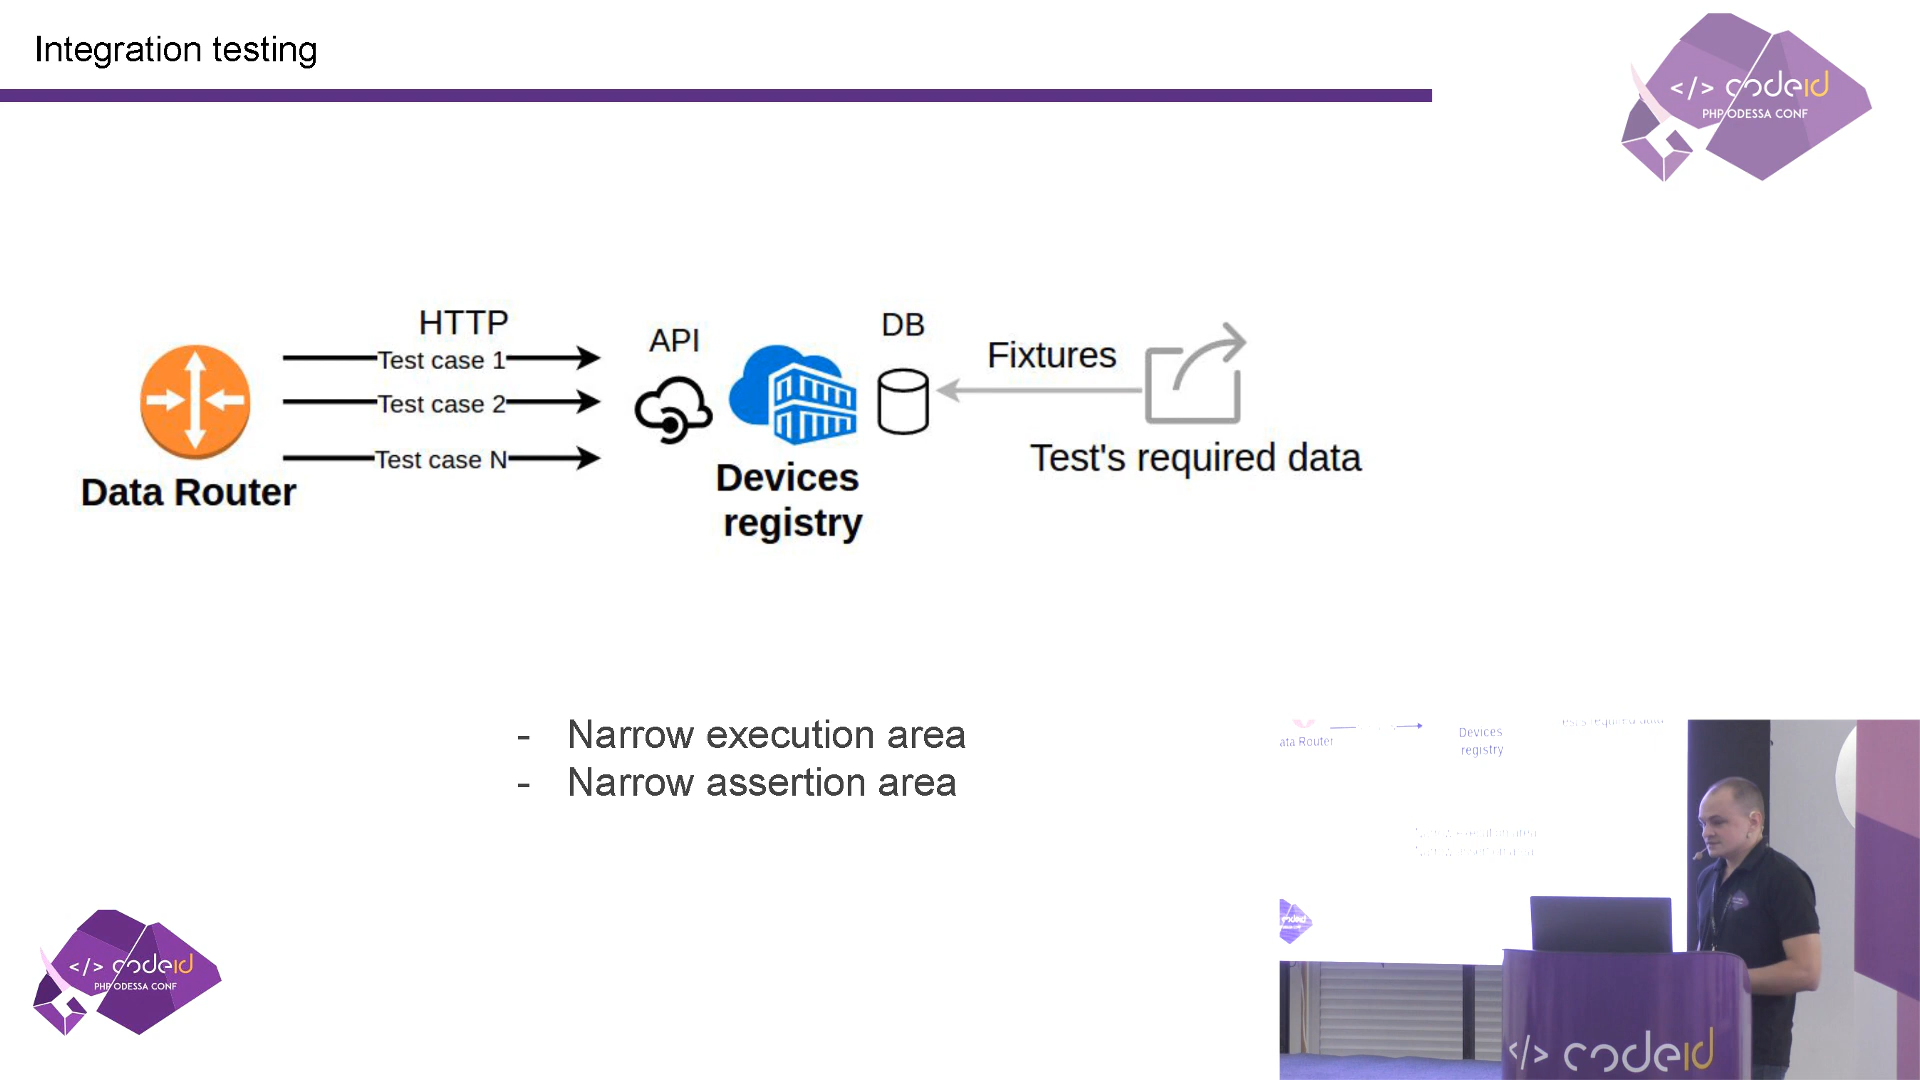 Integration testing
</> codeid
PHP ODESSA CONF
HTTP
Test case 1
Test case 2
Test case N
Data Router
API
Devices
registry
DB
Fixtures
Test's required data
- Narrow execution area
- Narrow assertion area
</> codeid
PHP ODESSA CONF
ata Router
Devices
registry
</> codeid